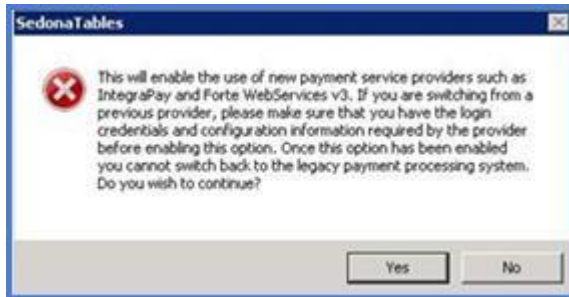 SedonaTables
This will enable the use of new payment service providers such as
IntegraPay and Forte WebServices v3. If you are switching from a
previous provider, please make sure that you have the login
credentials and configuration information required by the provider
before enabling this option. Once this option has been enabled
you cannot switch back to the legacy payment processing system.
Do you wish to continue?
Yes
No